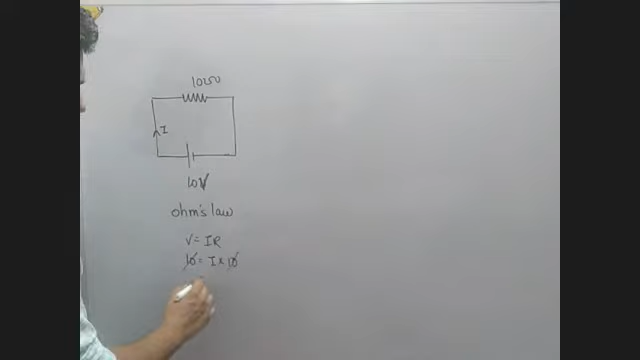 10Ω
I
10V
ohm's law
V = IR
10 = I × 10